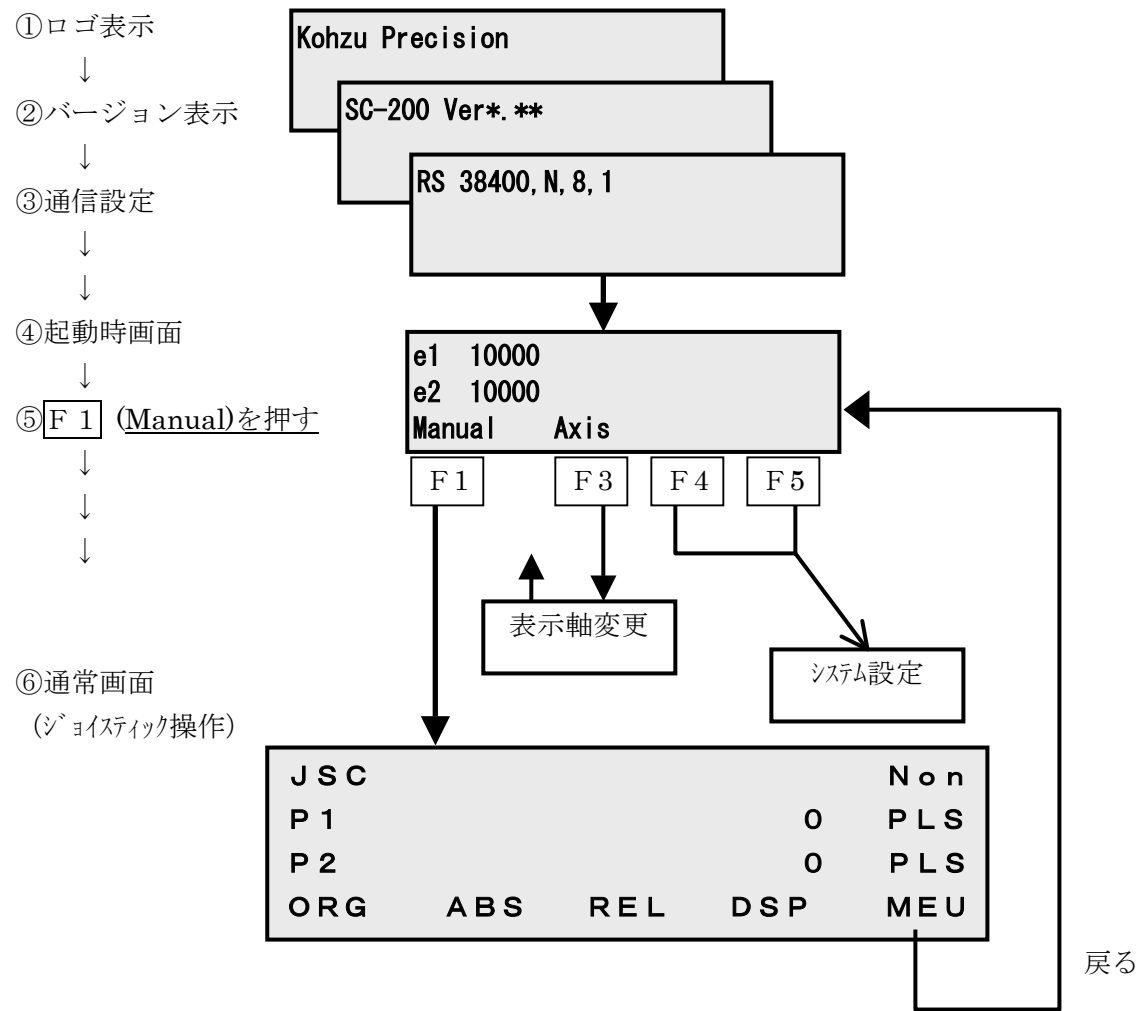 ①ロゴ表示
↓
②バージョン表示
↓
③通信設定
↓
↓
④起動時画面
↓
⑤F1 (Manual)を押す
↓
↓
↓
⑥通常画面
(ｼﾞｮｲｽﾃｨｯｸ操作)
Kohzu Precision
SC-200 Ver*.**
RS 38400,N,8,1
e1 10000
e2 10000
Manual Axis
F1 F3 F4 F5
表示軸変更
ｼｽﾃﾑ設定
JSC Non
P1 0 PLS
P2 0 PLS
ORG ABS REL DSP MEU
戻る